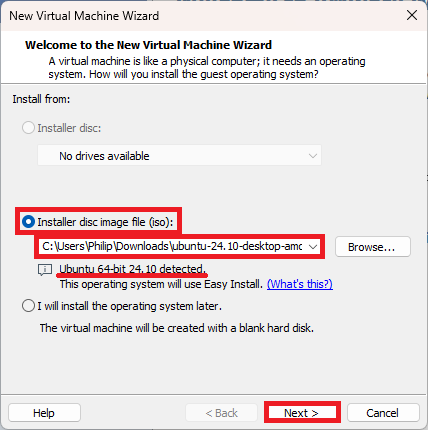 New Virtual Machine Wizard
Welcome to the New Virtual Machine Wizard
A virtual machine is like a physical computer; it needs an operating
system. How will you install the guest operating system?
Install from:
Installer disc:
No drives available
Installer disc image file (iso):
C:\Users\Philip\Downloads\ubuntu-24.10-desktop-amc
Browse...
Ubuntu 64-bit 24.10 detected.
This operating system will use Easy Install. (What's this?)
I will install the operating system later.
The virtual machine will be created with a blank hard disk.
Help
< Back
Next >
Cancel